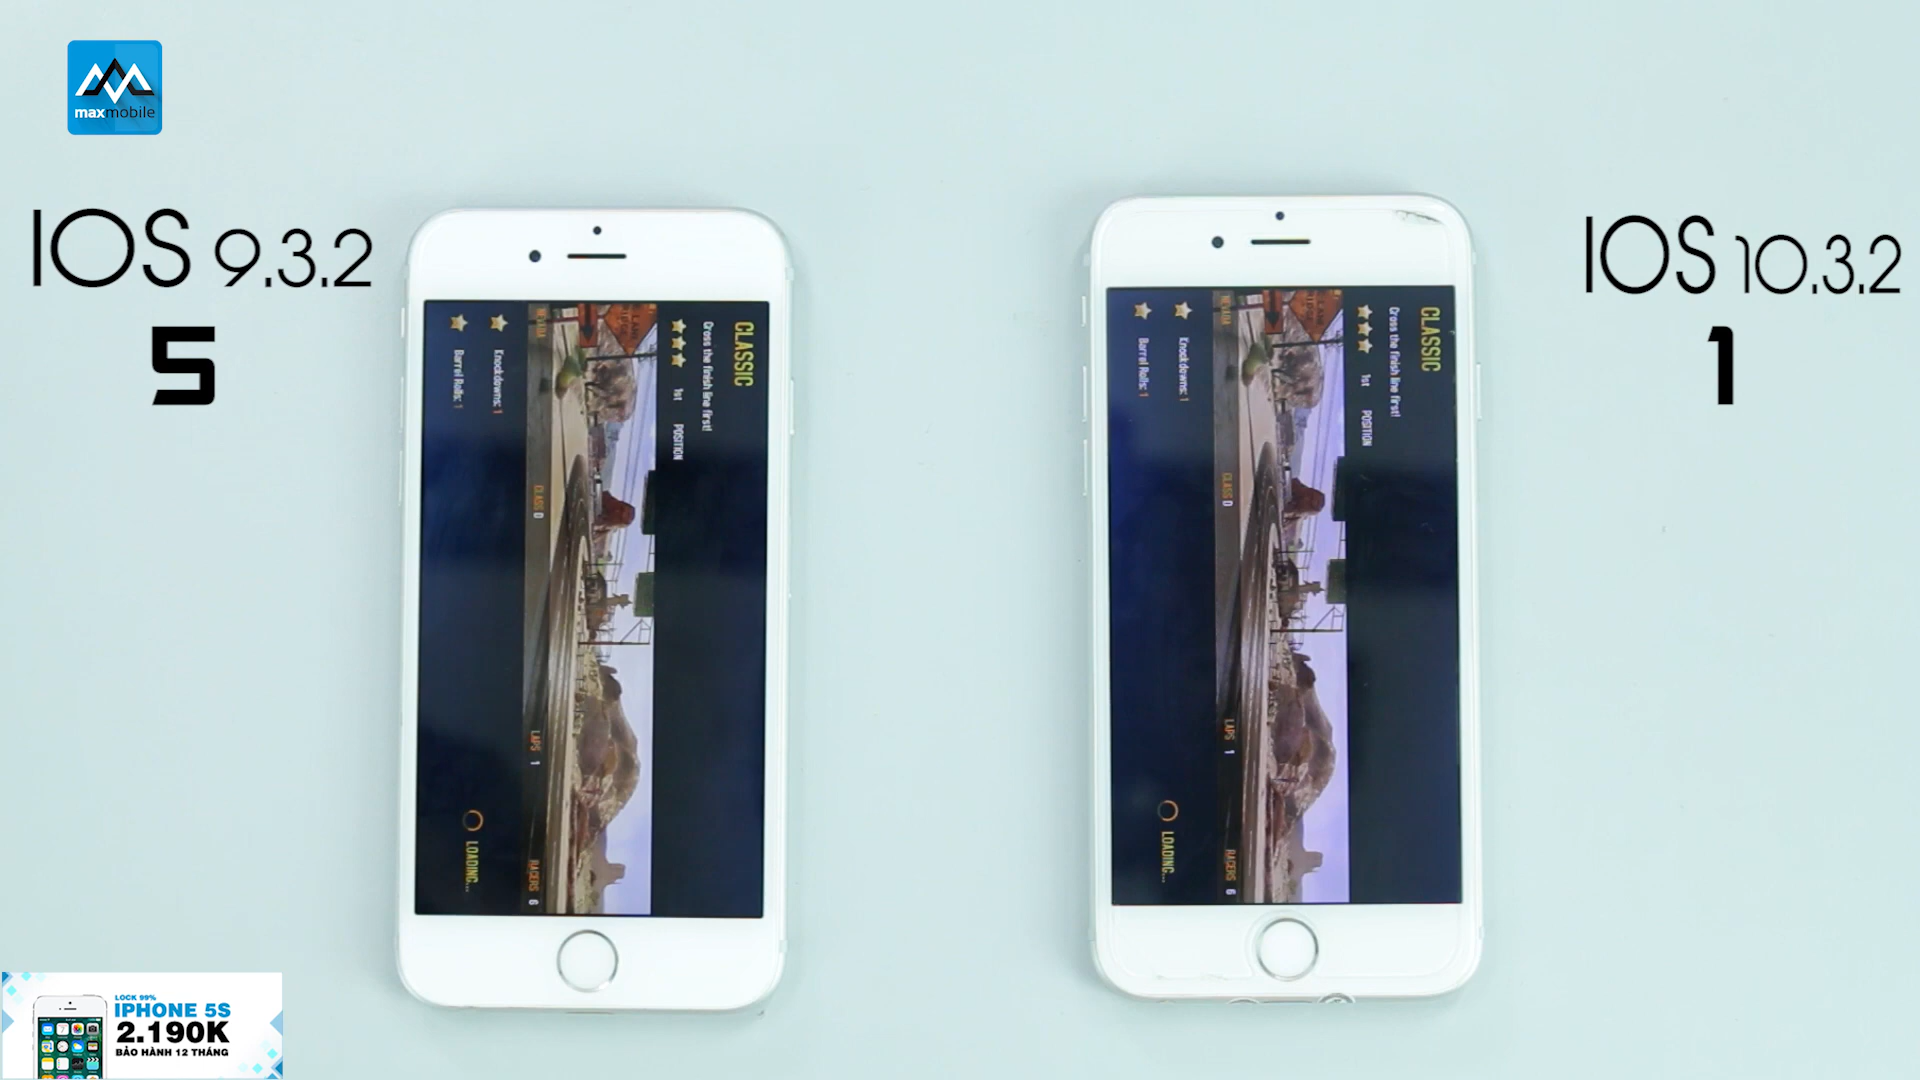 maxmobile
IOS 9.3.2
5
IOS 10.3.2
1
CLASSIC
Cross the finish line first!
1st POSITION
NEVADA CLASS D LAPS 1 RACERS 6
Knockdowns: 1
Barrel Rolls: 1
LOADING...
CLASSIC
Cross the finish line first!
1st POSITION
NEVADA CLASS D LAPS 1 RACERS 6
Knockdowns: 1
Barrel Rolls: 1
LOADING...
LOCK 99%
IPHONE 5S
2.190K
BẢO HÀNH 12 THÁNG